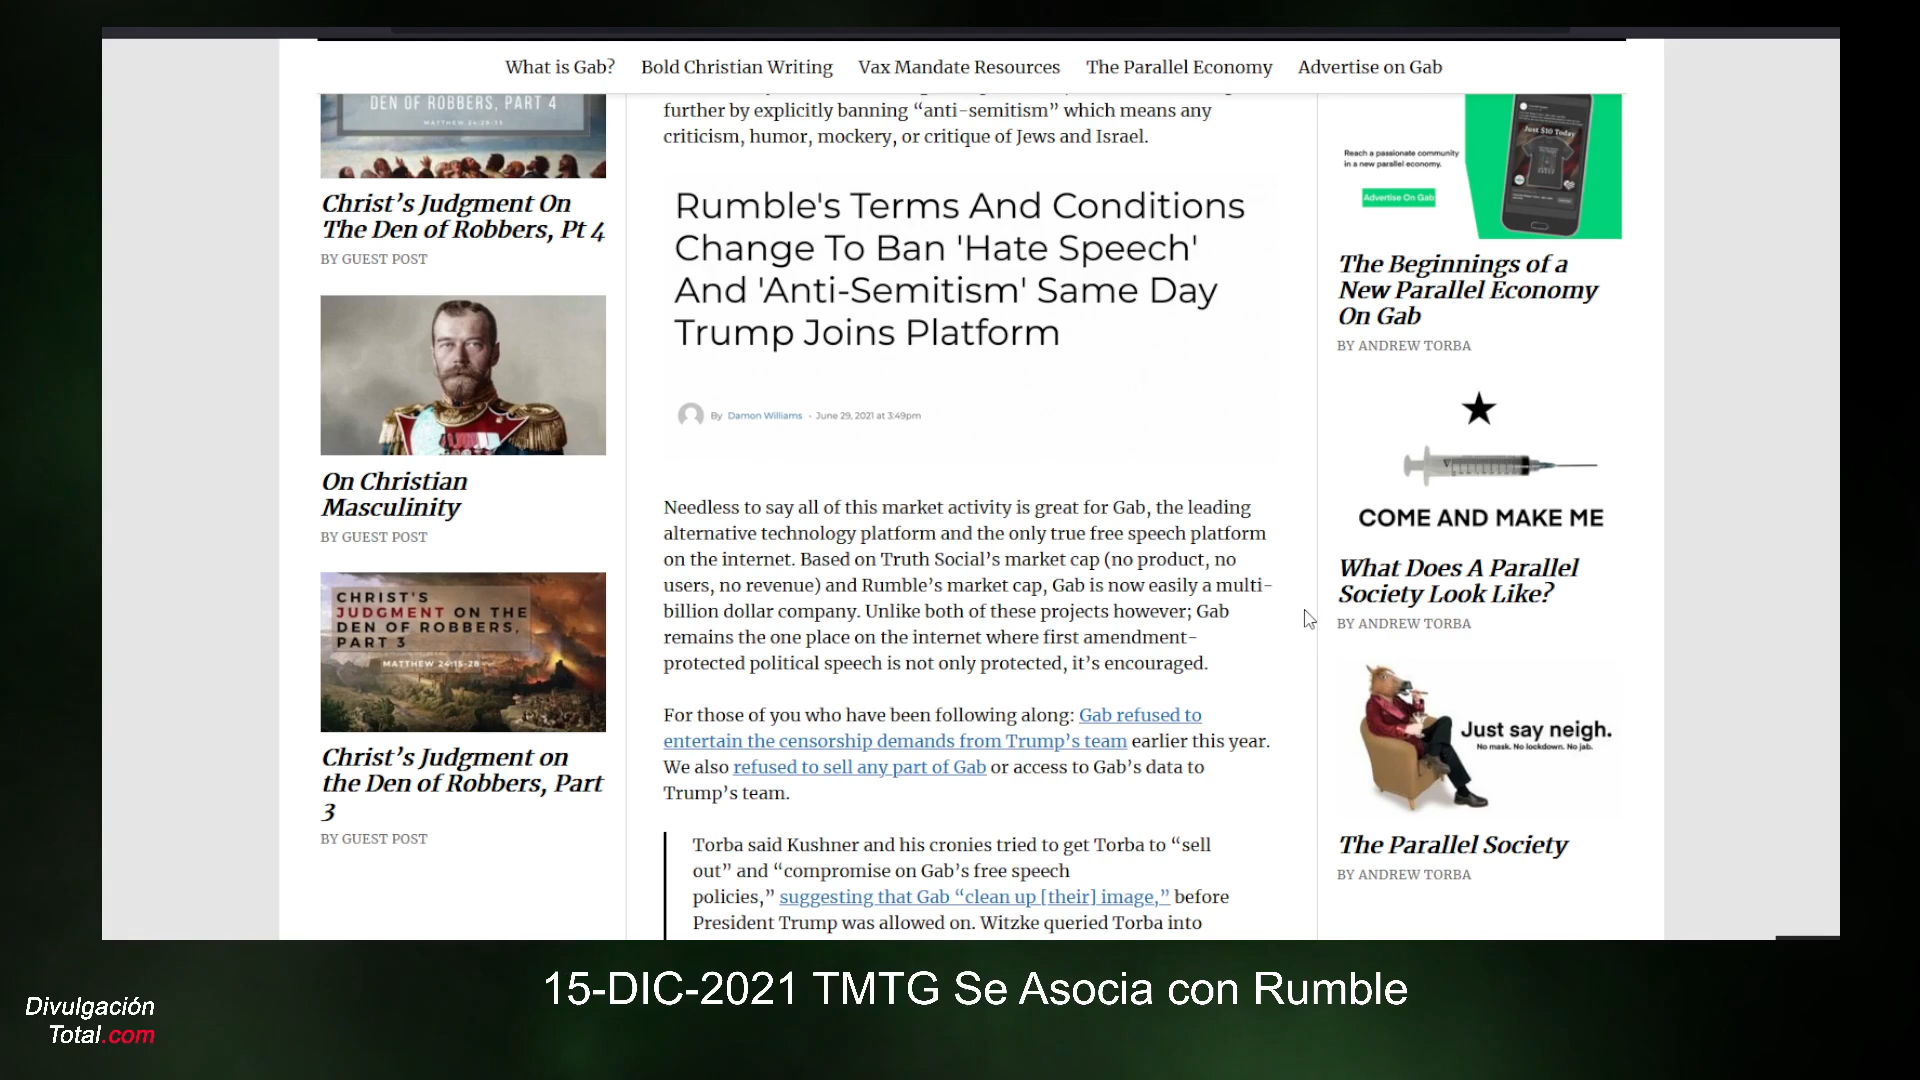 What is Gab?
Bold Christian Writing
Vax Mandate Resources
The Parallel Economy
Advertise on Gab
DEN OF ROBBERS, PART 4
Christ's Judgment On
The Den of Robbers, Pt 4
BY GUEST POST
On Christian
Masculinity
BY GUEST POST
CHRIST'S
JUDGMENT ON THE
DEN OF ROBBERS,
PART 3
MATTHEW 24:15-28
Christ's Judgment on
the Den of Robbers, Part
3
BY GUEST POST
further by explicitly banning “anti-semitism” which means any
criticism, humor, mockery, or critique of Jews and Israel.
Rumble's Terms And Conditions
Change To Ban 'Hate Speech'
And 'Anti-Semitism' Same Day
Trump Joins Platform
By Damon Williams - June 29, 2021 at 3:49pm
Needless to say all of this market activity is great for Gab, the leading
alternative technology platform and the only true free speech platform
on the internet. Based on Truth Social's market cap (no product, no
users, no revenue) and Rumble's market cap, Gab is now easily a multi-
billion dollar company. Unlike both of these projects however; Gab
remains the one place on the internet where first amendment-
protected political speech is not only protected, it's encouraged.
For those of you who have been following along: Gab refused to
entertain the censorship demands from Trump's team earlier this year.
We also refused to sell any part of Gab or access to Gab's data to
Trump's team.
Torba said Kushner and his cronies tried to get Torba to “sell
out” and “compromise on Gab's free speech
policies,” suggesting that Gab “clean up [their] image,” before
President Trump was allowed on. Witzke queried Torba into
Just $10 Today
Reach a passionate community
in a new parallel economy.
Advertise On Gab
The Beginnings of a
New Parallel Economy
On Gab
BY ANDREW TORBA
COME AND MAKE ME
What Does A Parallel
Society Look Like?
BY ANDREW TORBA
Just say neigh.
No mask. No lockdown. No jab.
The Parallel Society
BY ANDREW TORBA
15-DIC-2021 TMTG Se Asocia con Rumble
Divulgación
Total.com